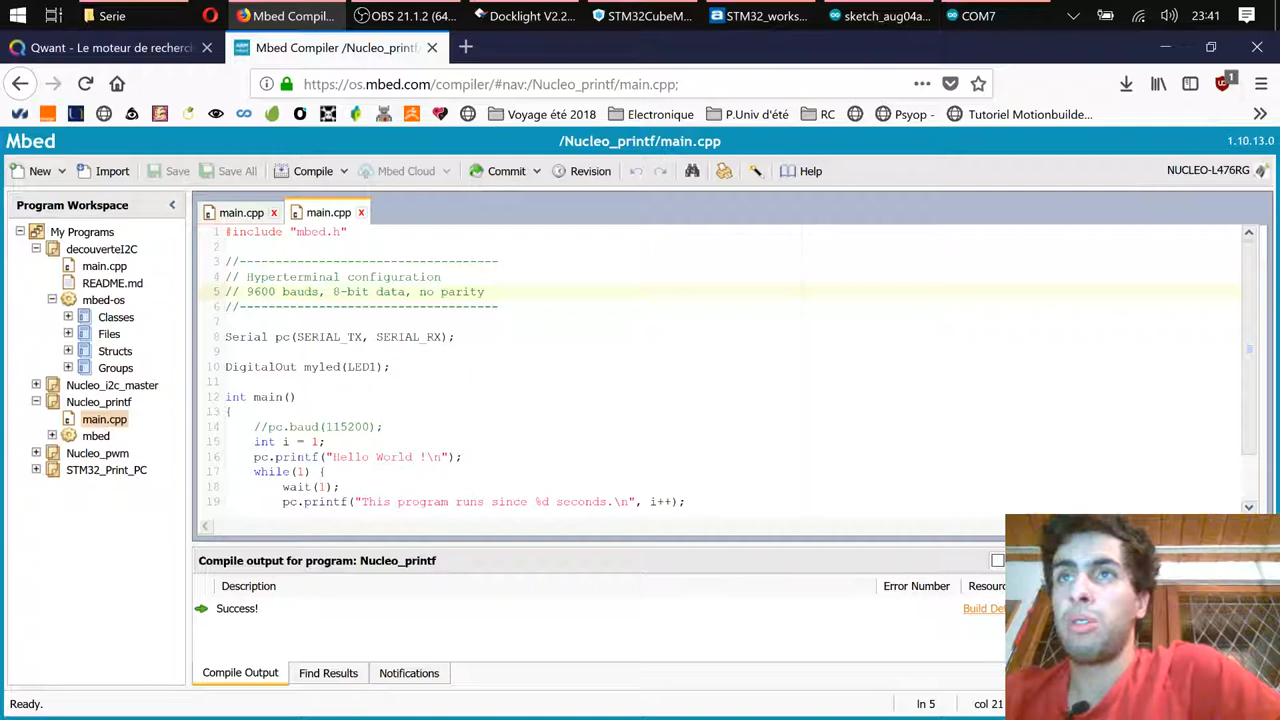 Serie
Mbed Compiler...
OBS 21.1.2 (64...
Docklight V2.2...
STM32CubeM...
STM32_works...
sketch_aug04a...
COM7
23:41
Qwant - Le moteur de recherc
Mbed Compiler /Nucleo_printf/
https://os.mbed.com/compiler/#nav:/Nucleo_printf/main.cpp;
1
Voyage été 2018
Electronique
P.Univ d'été
RC
Psyop -
Tutoriel Motionbuilde...
Mbed
/Nucleo_printf/main.cpp
1.10.13.0
New
Import
Save
Save All
Compile
Mbed Cloud
Commit
Revision
Help
NUCLEO-L476RG
Program Workspace
My Programs
decouverteI2C
main.cpp
README.md
mbed-os
Classes
Files
Structs
Groups
Nucleo_i2c_master
Nucleo_printf
main.cpp
mbed
Nucleo_pwm
STM32_Print_PC
main.cpp x
main.cpp x
1 #include "mbed.h"
2
3 //------------------------------------
4 // Hyperterminal configuration
5 // 9600 bauds, 8-bit data, no parity
6 //------------------------------------
7
8 Serial pc(SERIAL_TX, SERIAL_RX);
9
10 DigitalOut myled(LED1);
11
12 int main()
13 {
14 //pc.baud(115200);
15 int i = 1;
16 pc.printf("Hello World !\n");
17 while(1) {
18 wait(1);
19 pc.printf("This program runs since %d seconds.\n", i++);
Compile output for program: Nucleo_printf
Description
Error Number
Resourc
Success!
Build Det
Compile Output
Find Results
Notifications
Ready.
ln 5
col 21